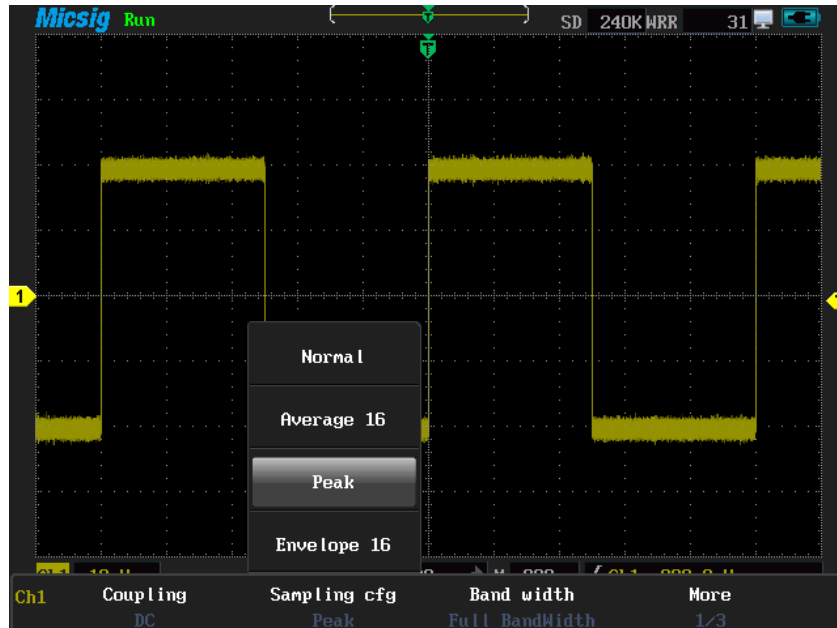 Micsig Run SD 240K WRR 31
T
1
Normal
Average 16
Peak
Envelope 16
Ch1 Coupling Sampling cfg Band width More
DC Peak Full BandWidth 1/3